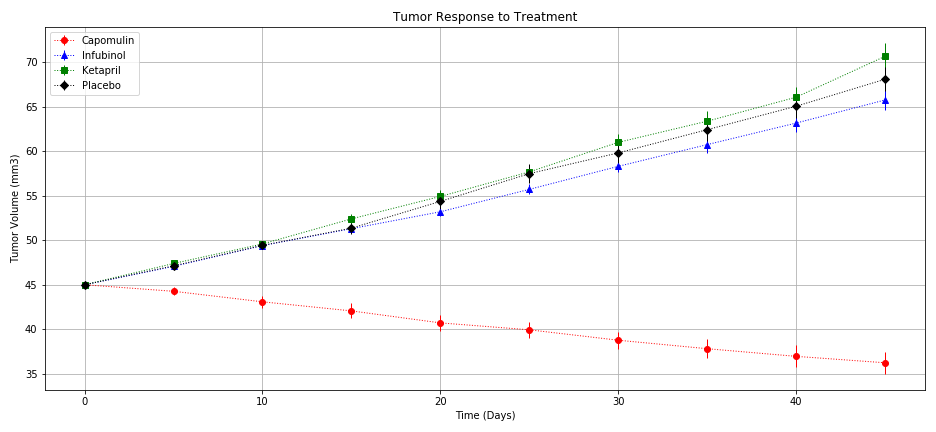 Tumor Response to Treatment
Capomulin
Infubinol
Ketapril
Placebo
Tumor Volume (mm3)
70
65
60
55
50
45
40
35
0 10 20 30 40
Time (Days)